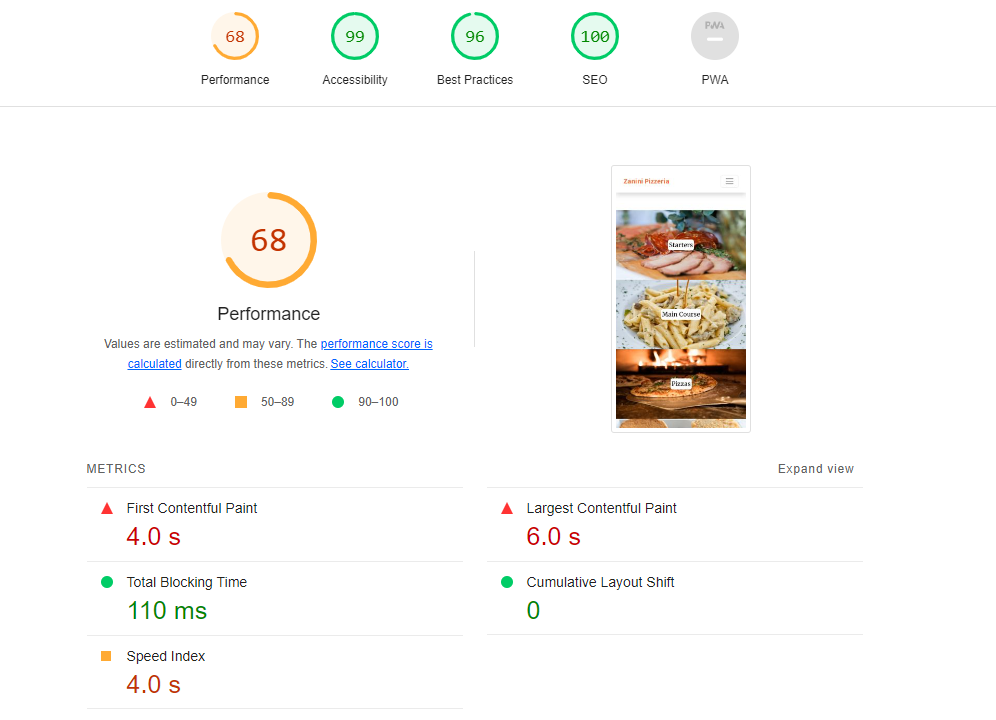 68
99
96
100
PWA
Performance
Accessibility
Best Practices
SEO
PWA
68
Performance
Values are estimated and may vary. The performance score is
calculated directly from these metrics. See calculator.
0–49
50–89
90–100
Zanini Pizzeria
Starters
Main Course
Pizzas
METRICS
Expand view
First Contentful Paint
4.0 s
Largest Contentful Paint
6.0 s
Total Blocking Time
110 ms
Cumulative Layout Shift
0
Speed Index
4.0 s